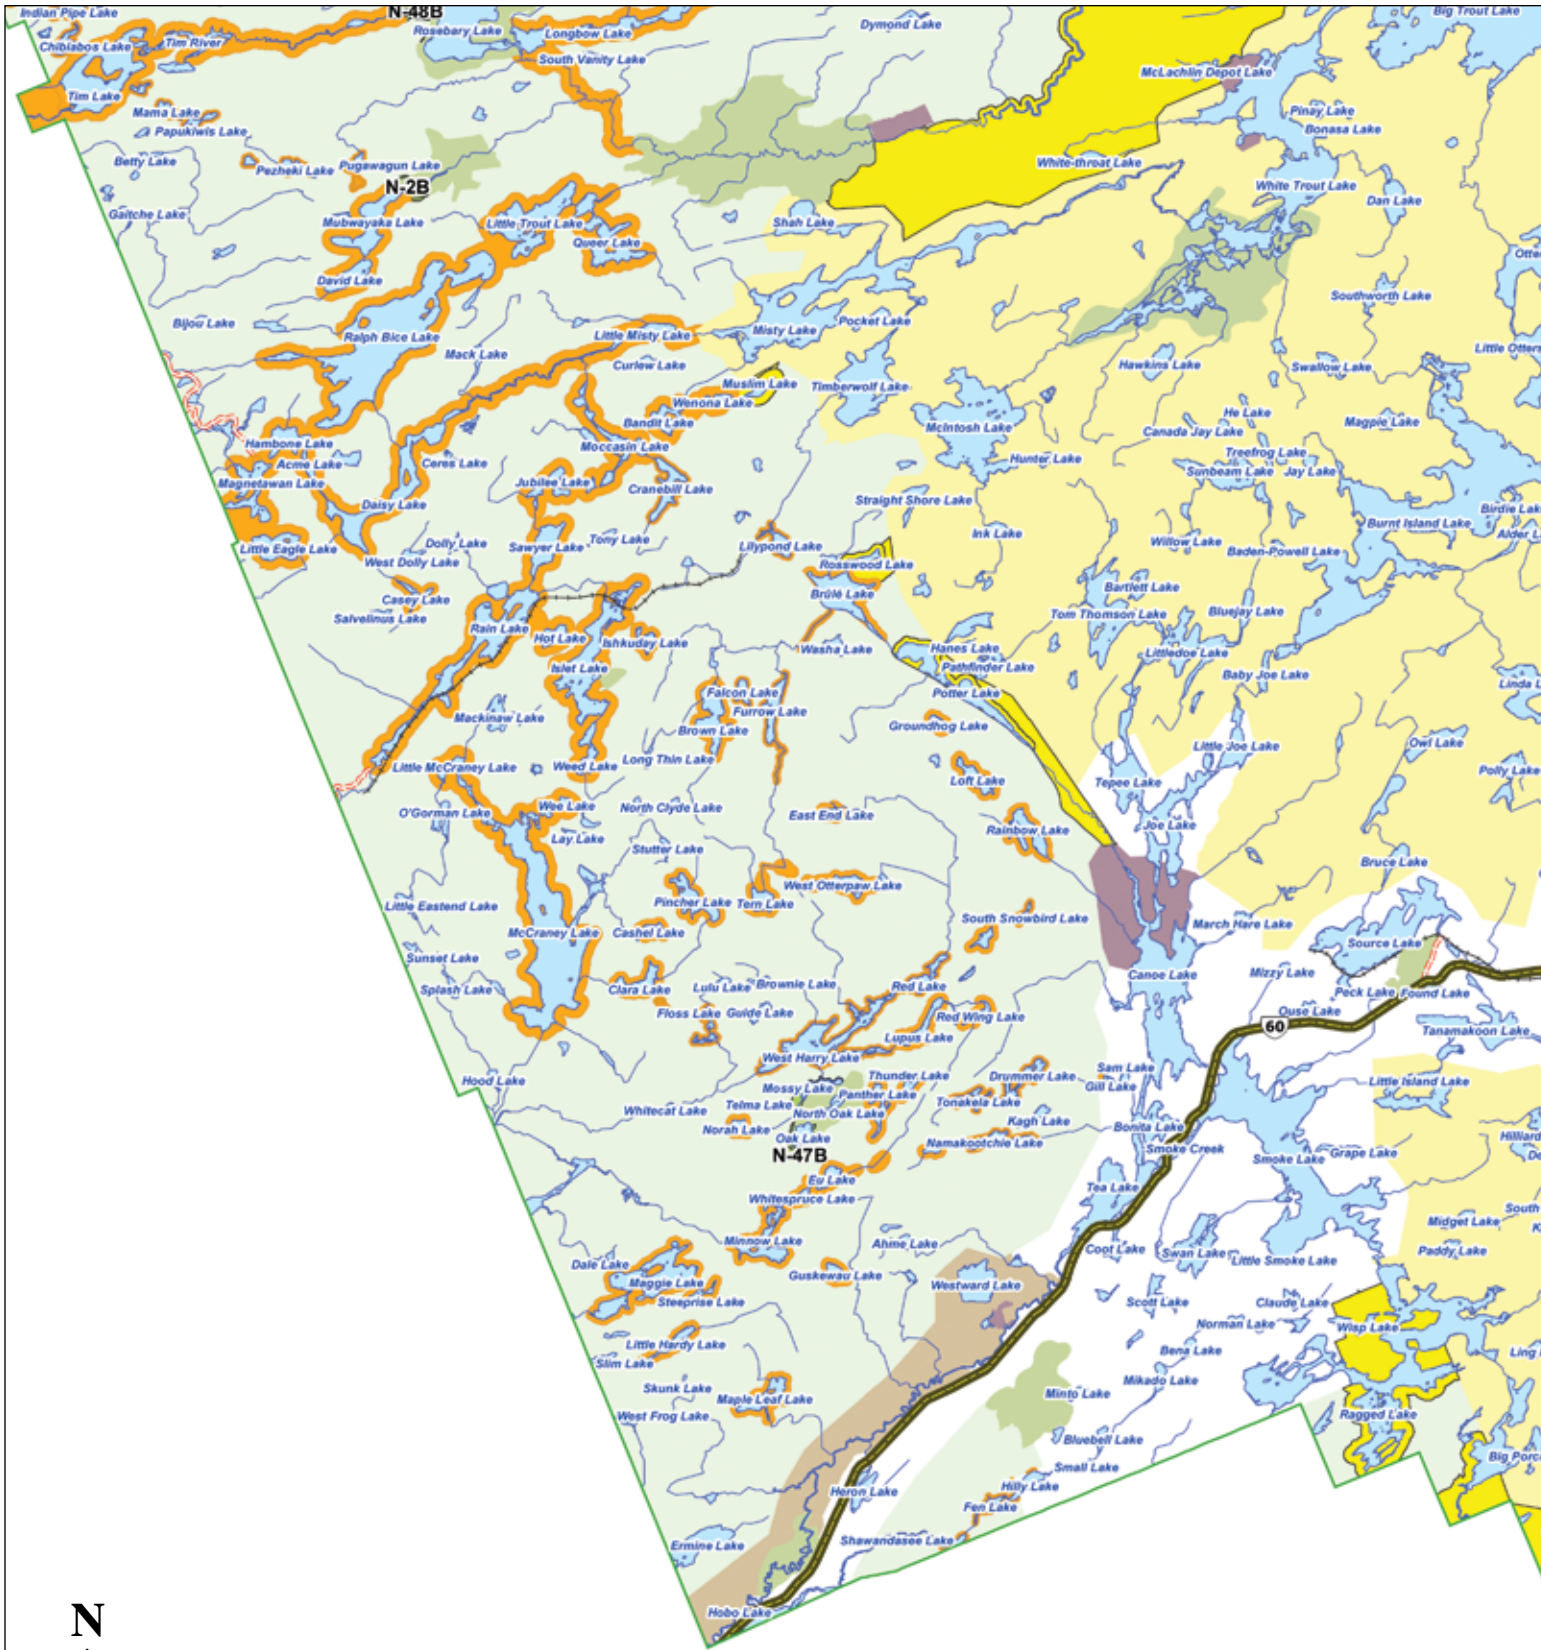 Indian Pipe Lake
N-48B
Rosebary Lake
Longbow Lake
Dymond Lake
Big Trout Lake
Chiblabos Lake
Tim River
South Vanity Lake
McLachlin Depot Lake
Tim Lake
Mama Lake
Papukiwis Lake
Pinay Lake
Bonasa Lake
Betty Lake
Pezheki Lake
Pugawagun Lake
White-throat Lake
N-2B
White Trout Lake
Dan Lake
Gaitche Lake
Mubwayaka Lake
Little Trout Lake
Queer Lake
Shah Lake
Otte
David Lake
Southworth Lake
Bijou Lake
Ralph Bice Lake
Little Misty Lake
Misty Lake
Pocket Lake
Mack Lake
Curlew Lake
Hawkins Lake
Swallow Lake
Little Otters
Muslim Lake
Timberwolf Lake
Wenona Lake
Bandit Lake
McIntosh Lake
He Lake
Canada Jay Lake
Magpie Lake
Hambone Lake
Moccasin Lake
Acme Lake
Ceres Lake
Hunter Lake
Treefrog Lake
Sunbeam Lake
Jay Lake
Magnetawan Lake
Jubilee Lake
Cranebill Lake
Daisy Lake
Straight Shore Lake
Birdie Lak
Burnt Island Lake
Ink Lake
Alder L
Little Eagle Lake
Dolly Lake
Sawyer Lake
Tony Lake
Lilypond Lake
Willow Lake
Baden-Powell Lake
West Dolly Lake
Rosswood Lake
Casey Lake
Brûlé Lake
Bartlett Lake
Salvelinus Lake
Rain Lake
Tom Thomson Lake
Bluejay Lake
Hot Lake
Ishkuday Lake
Washa Lake
Hanes Lake
Littledoe Lake
Islet Lake
Pathfinder Lake
Baby Joe Lake
Linda L
Falcon Lake
Potter Lake
Furrow Lake
Mackinaw Lake
Brown Lake
Groundhog Lake
Little Joe Lake
Owl Lake
Little McCraney Lake
Weed Lake
Long Thin Lake
Loft Lake
Tepee Lake
Polly Lake
O'Gorman Lake
Wee Lake
North Clyde Lake
East End Lake
Rainbow Lake
Joe Lake
Lay Lake
Stutter Lake
Bruce Lake
West Otterpaw Lake
Little Eastend Lake
Pincher Lake
Tern Lake
South Snowbird Lake
March Hare Lake
McCraney Lake
Cashel Lake
Source Lake
Sunset Lake
Canoe Lake
Mizzy Lake
Splash Lake
Clara Lake
Lulu Lake
Brownie Lake
Red Lake
Peck Lake
Found Lake
Floss Lake
Guide Lake
Red Wing Lake
Ouse Lake
60
Tanamakoon Lake
Lupus Lake
West Harry Lake
Sam Lake
Hood Lake
Thunder Lake
Drummer Lake
Gill Lake
Little Island Lake
Mossy Lake
Panther Lake
Telma Lake
Tonakela Lake
Whitecat Lake
North Oak Lake
Kagh Lake
Norah Lake
Oak Lake
Namakootchie Lake
Bonita Lake
Hilliard
N-47B
Smoke Creek
Smoke Lake
Grape Lake
De
Eu Lake
Tea Lake
Whitespruce Lake
South
Midget Lake
K
Minnow Lake
Ahme Lake
Coot Lake
Swan Lake
Paddy Lake
Dale Lake
Little Smoke Lake
Maggie Lake
Guskewau Lake
Westward Lake
Steeprise Lake
Scott Lake
Claude Lake
Norman Lake
Wisp Lake
Little Hardy Lake
Bena Lake
Ling
Slim Lake
Mikado Lake
Skunk Lake
Maple Leaf Lake
Minto Lake
West Frog Lake
Ragged Lake
Bluebell Lake
Big Porc
Small Lake
Heron Lake
Hilly Lake
Fen Lake
Ermine Lake
Shawandasee Lake
Hobo Lake
N